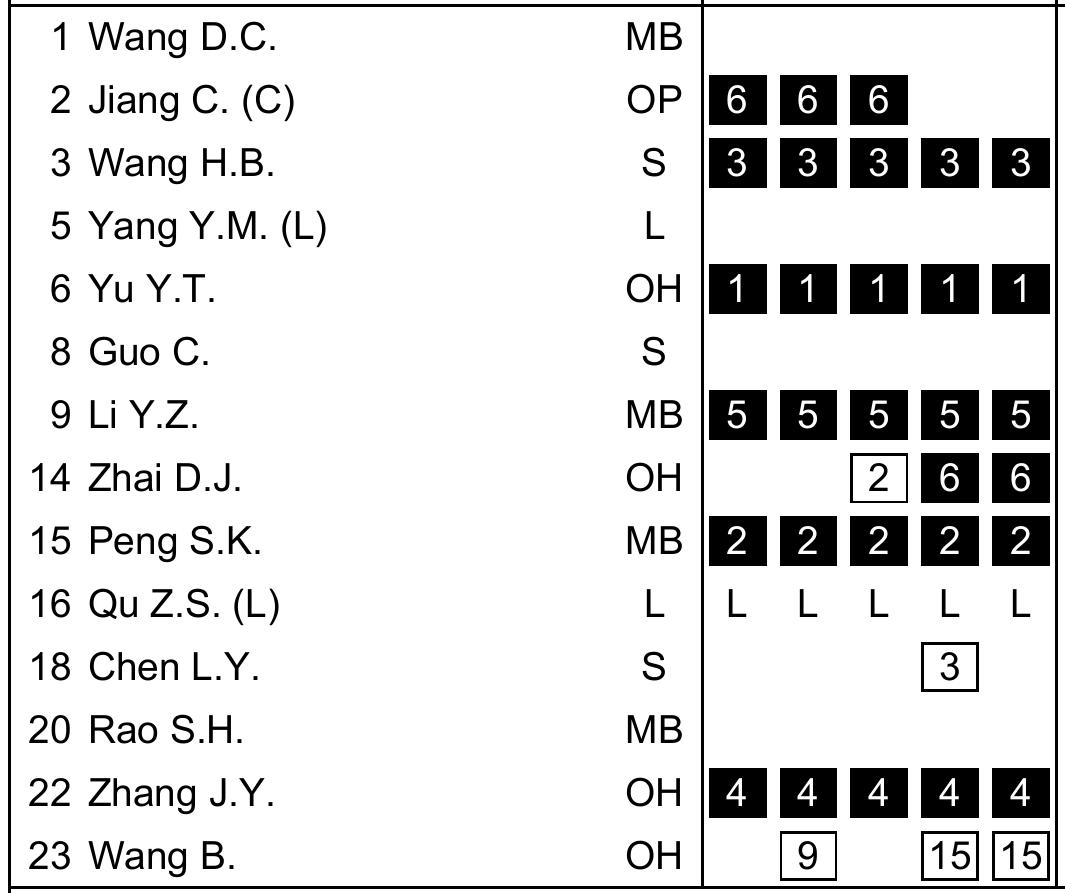 1 Wang D.C. MB
2 Jiang C. (C) OP 6 6 6
3 Wang H.B. S 3 3 3 3 3
5 Yang Y.M. (L) L
6 Yu Y.T. OH 1 1 1 1 1
8 Guo C. S
9 Li Y.Z. MB 5 5 5 5 5
14 Zhai D.J. OH 2 6 6
15 Peng S.K. MB 2 2 2 2 2
16 Qu Z.S. (L) L L L L L L
18 Chen L.Y. S 3
20 Rao S.H. MB
22 Zhang J.Y. OH 4 4 4 4 4
23 Wang B. OH 9 15 15